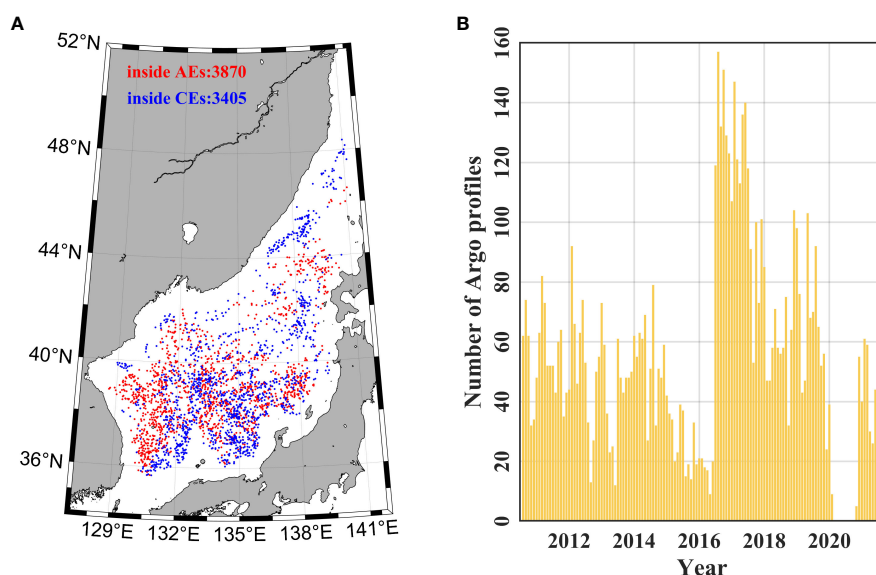 A
52°N
inside AEs:3870
inside CEs:3405
48°N
44°N
40°N
36°N
129°E 132°E 135°E 138°E 141°E
B
160
140
120
100
80
60
40
20
0
Number of Argo profiles
2012 2014 2016 2018 2020
Year